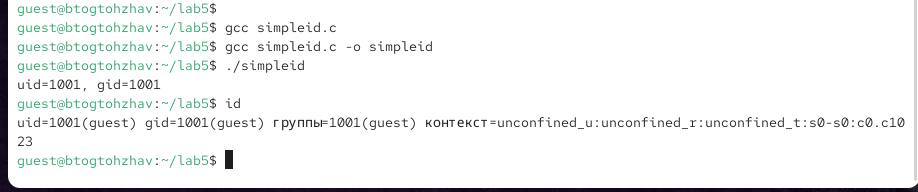 guest@btogtohzhav:~/lab5$
guest@btogtohzhav:~/lab5$ gcc simpleid.c
guest@btogtohzhav:~/lab5$ gcc simpleid.c -o simpleid
guest@btogtohzhav:~/lab5$ ./simpleid
uid=1001, gid=1001
guest@btogtohzhav:~/lab5$ id
uid=1001(guest) gid=1001(guest) группы=1001(guest) контекст=unconfined_u:unconfined_r:unconfined_t:s0-s0:c0.c10
23
guest@btogtohzhav:~/lab5$